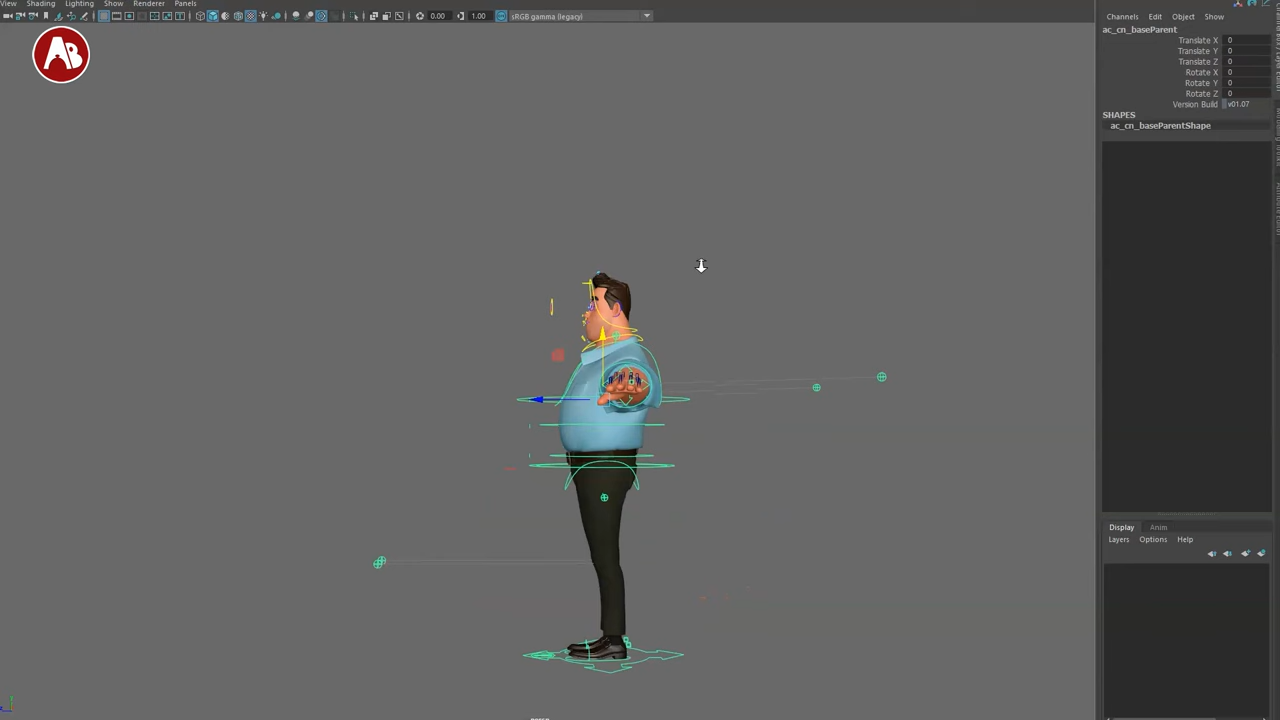 View Shading Lighting Show Renderer Panels
0.00 1.00 sRGB gamma (legacy)
AB
Channels Edit Object Show
ac_cn_baseParent
Translate X 0
Translate Y 0
Translate Z 0
Rotate X 0
Rotate Y 0
Rotate Z 0
Version Build v01.07
SHAPES
ac_cn_baseParentShape
Display Anim
Layers Options Help